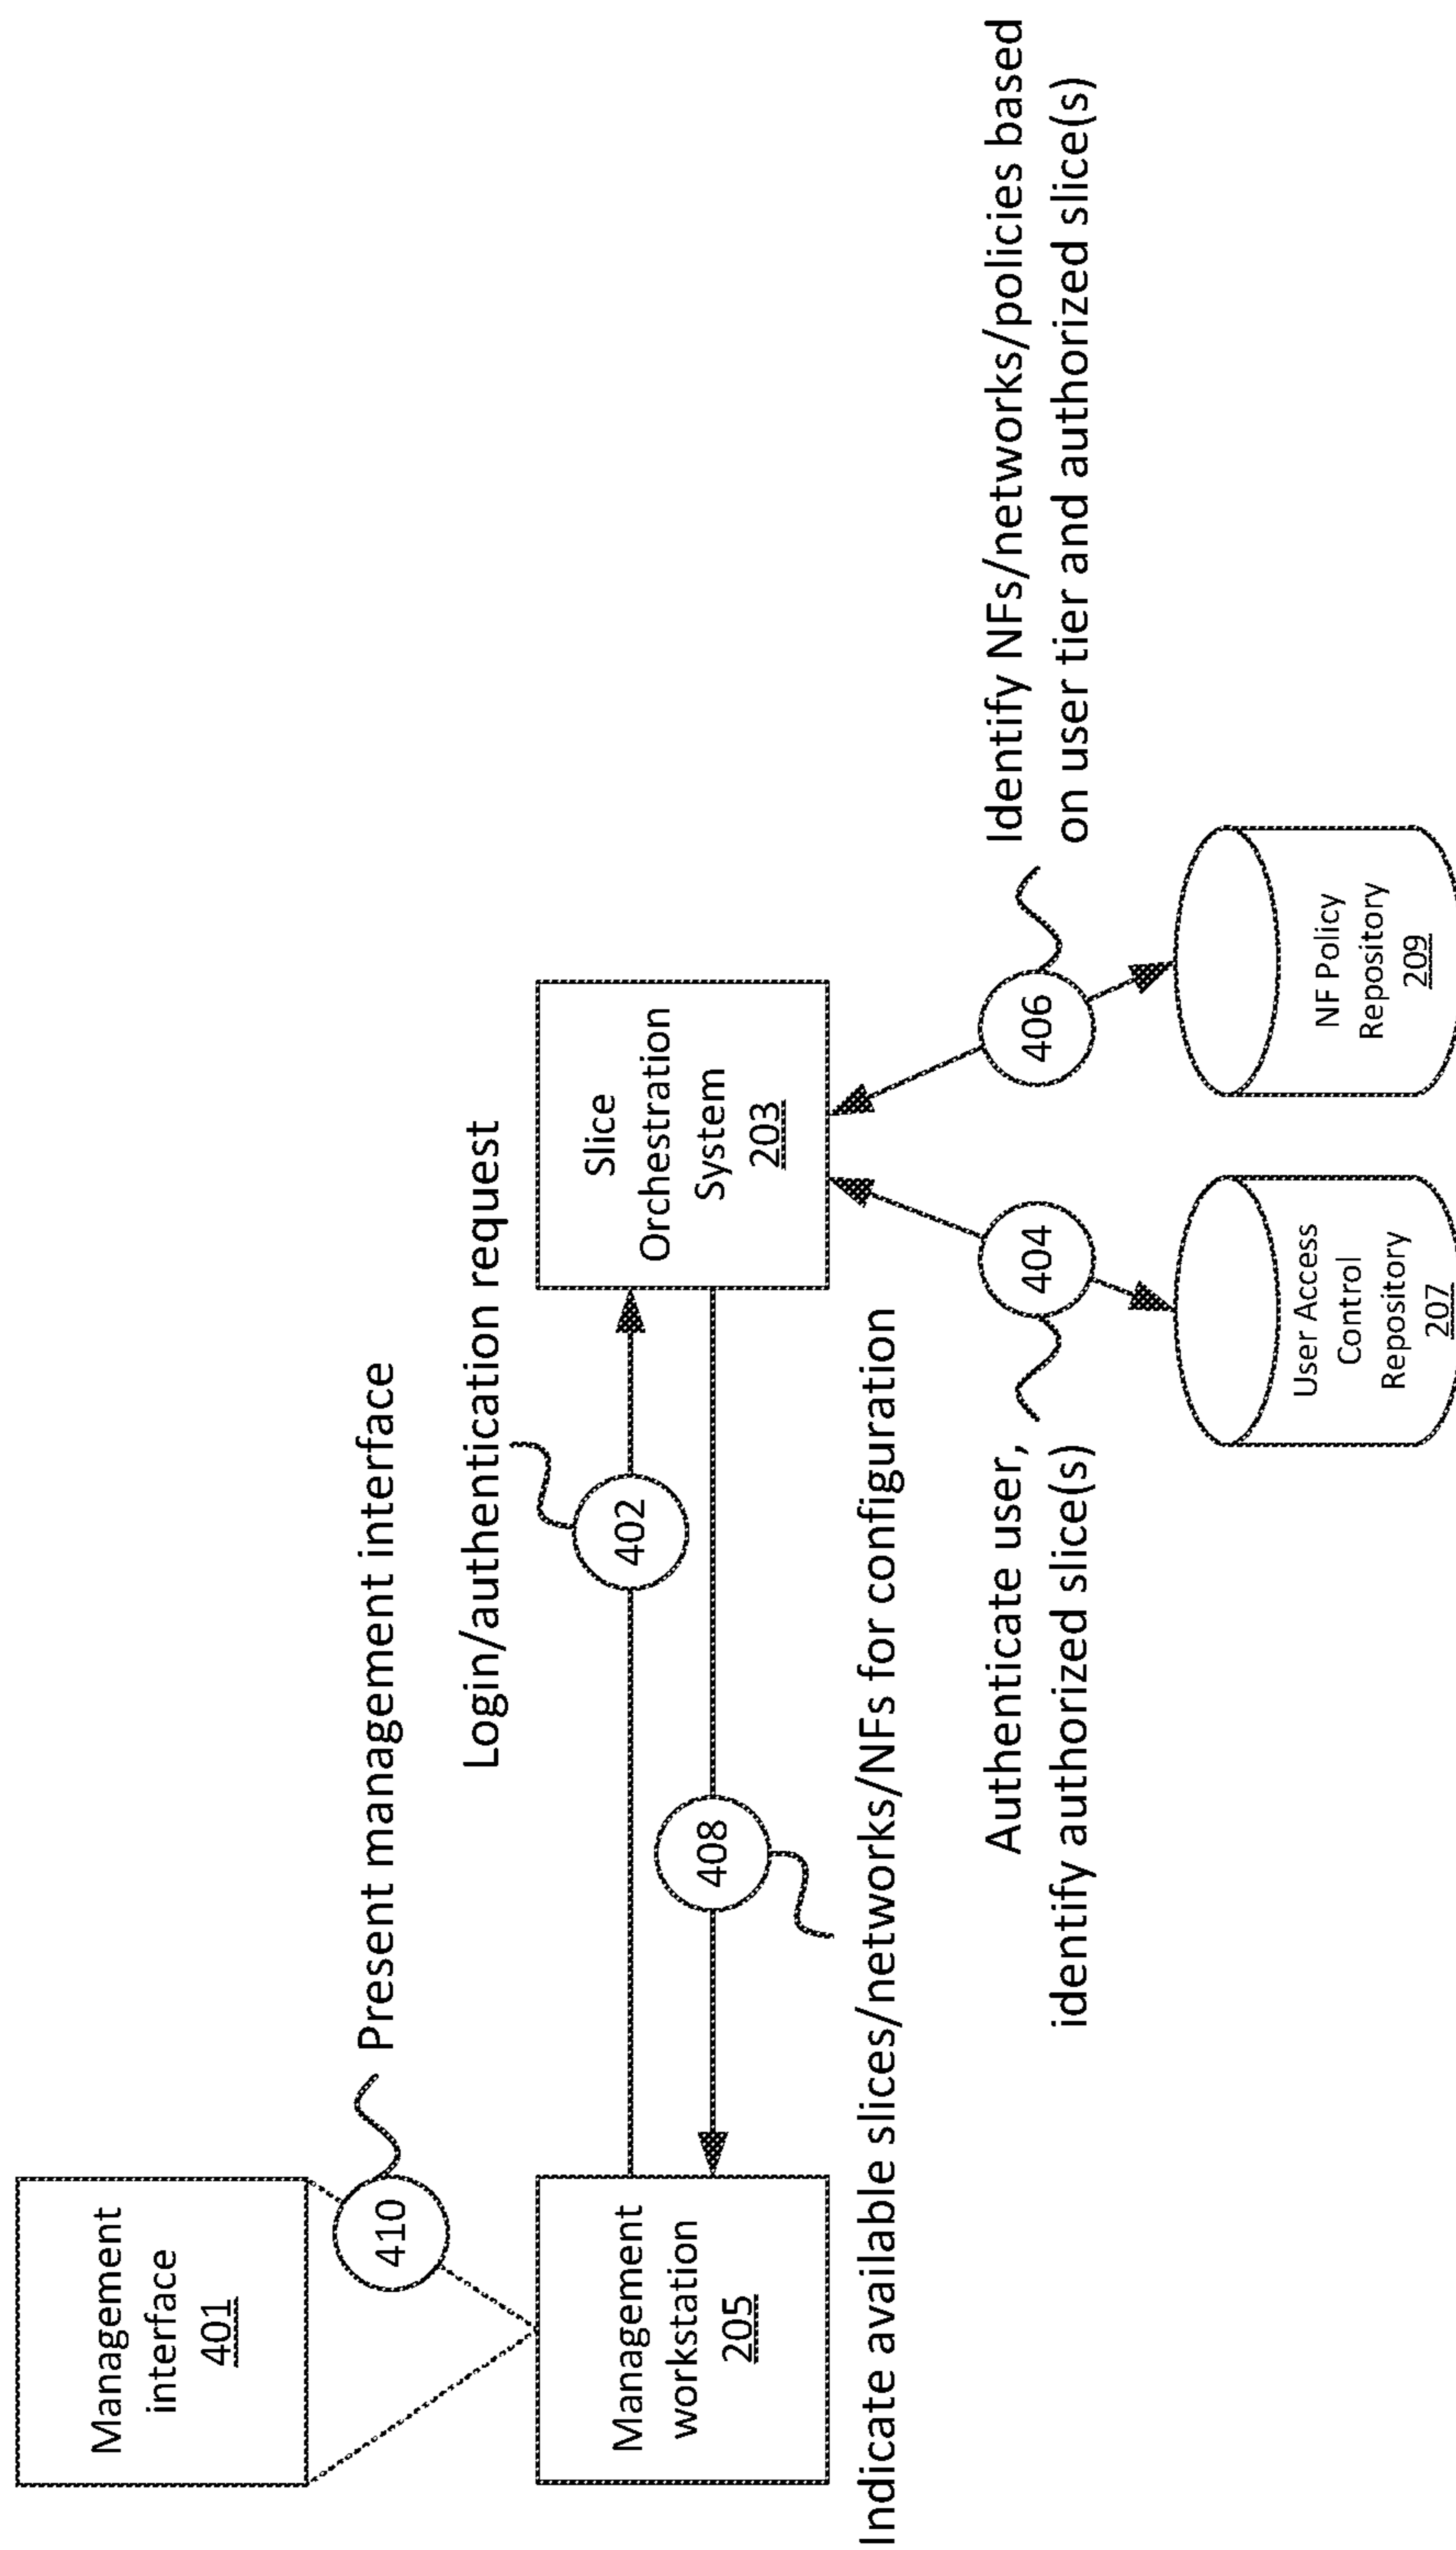 Management
interface
401
410
Present management interface
Login/authentication request
Management
workstation
205
402
408
Slice
Orchestration
System
203
Indicate available slices/networks/NFs for configuration
Authenticate user,
identify authorized slice(s)
404
406
Identify NFs/networks/policies based
on user tier and authorized slice(s)
User Access
Control
Repository
207
NF Policy
Repository
209